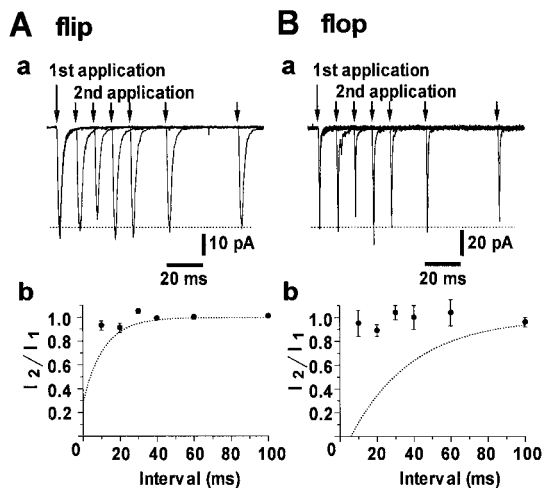 A flip
B flop
a
1st application
2nd application
10 pA
20 ms
a
1st application
2nd application
20 pA
20 ms
b
I2 / I1
1.0
0.8
0.6
0.4
0.2
0 20 40 60 80 100
Interval (ms)
b
I2 / I1
1.0
0.8
0.6
0.4
0.2
0 20 40 60 80 100
Interval (ms)